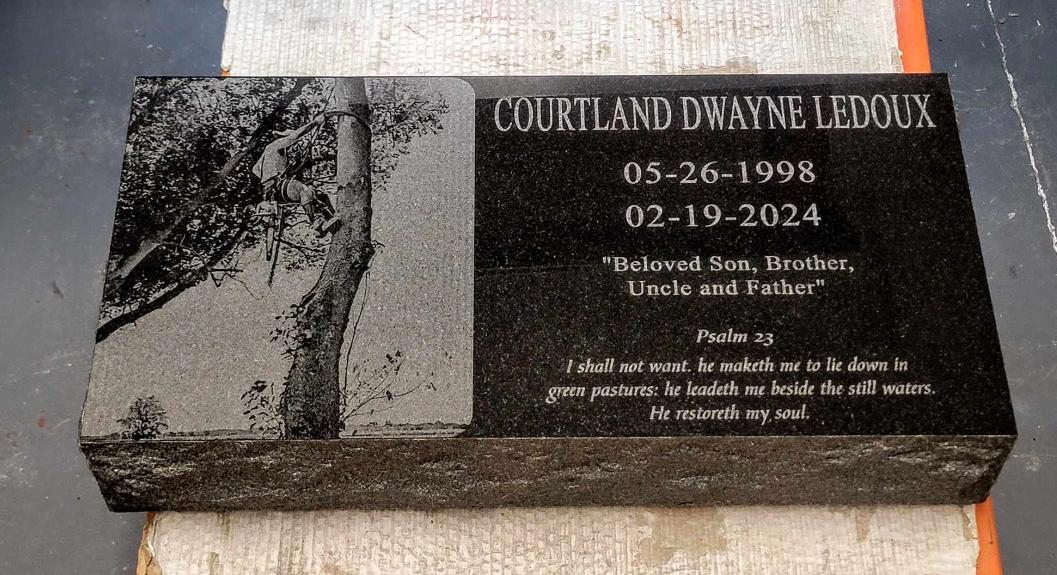 COURTLAND DWAYNE LEDOUX
05-26-1998
02-19-2024
"Beloved Son, Brother,
Uncle and Father"
Psalm 23
I shall not want. he maketh me to lie down in
green pastures: he leadeth me beside the still waters.
He restoreth my soul.